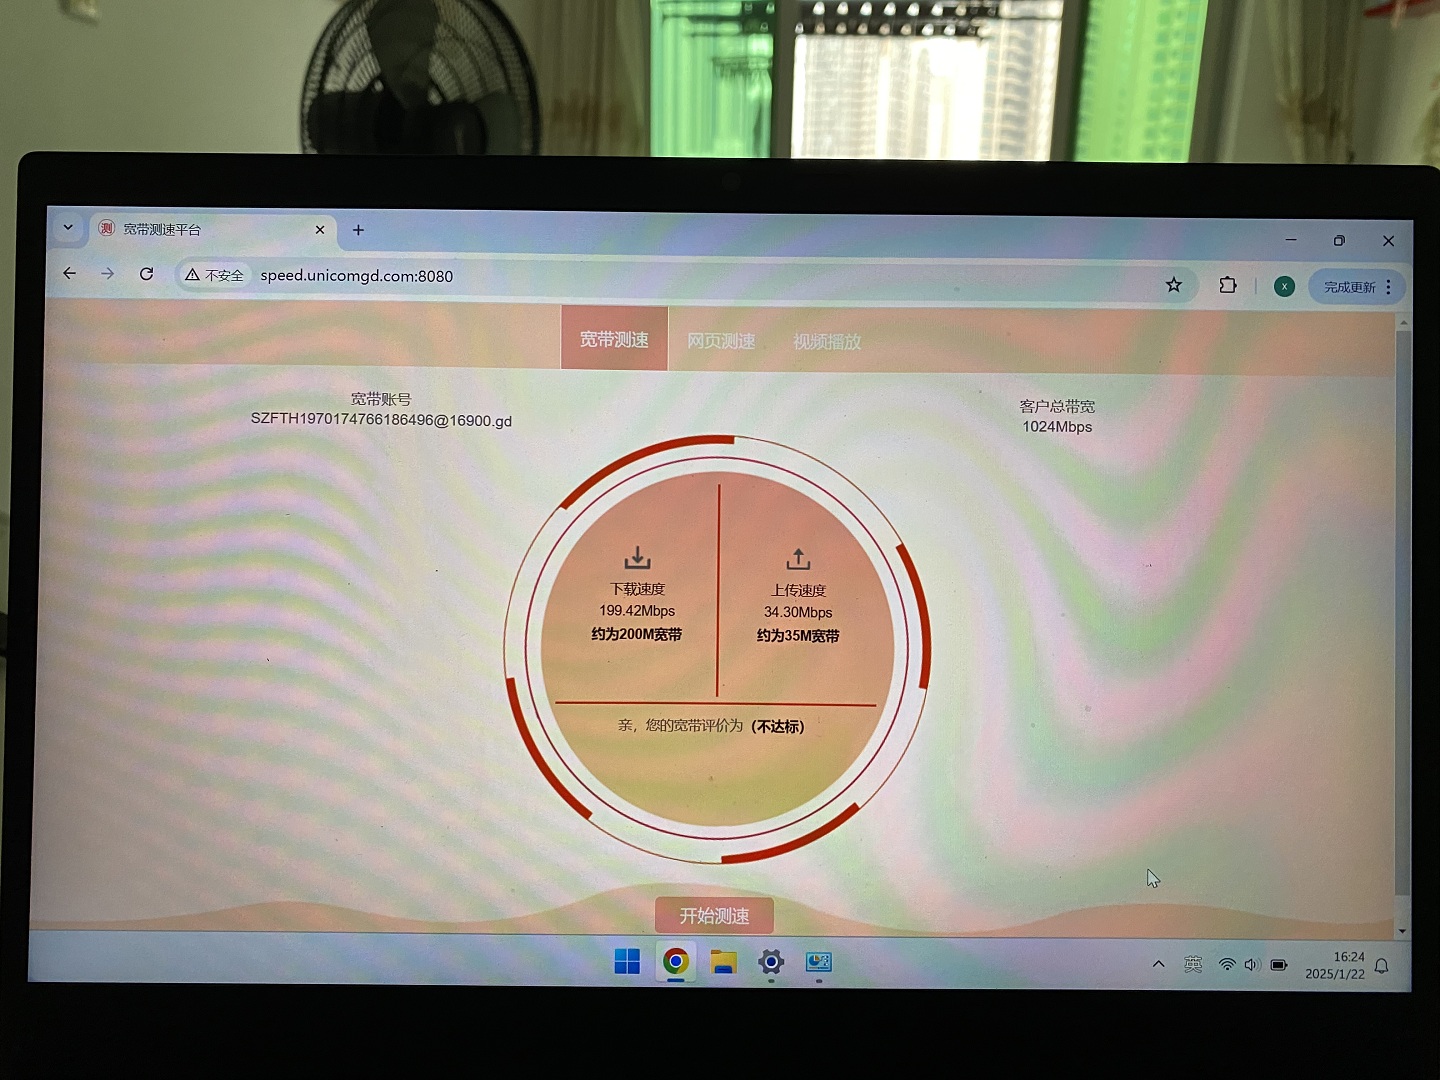 测 宽带测速平台
不安全 speed.unicomgd.com:8080
X
完成更新
宽带测速 网页测速 视频播放
宽带账号
SZFTH1970174766186496@16900.gd
客户总带宽
1024Mbps
下载速度
199.42Mbps
约为200M宽带
上传速度
34.30Mbps
约为35M宽带
亲，您的宽带评价为（不达标）
开始测速
英
16:24
2025/1/22